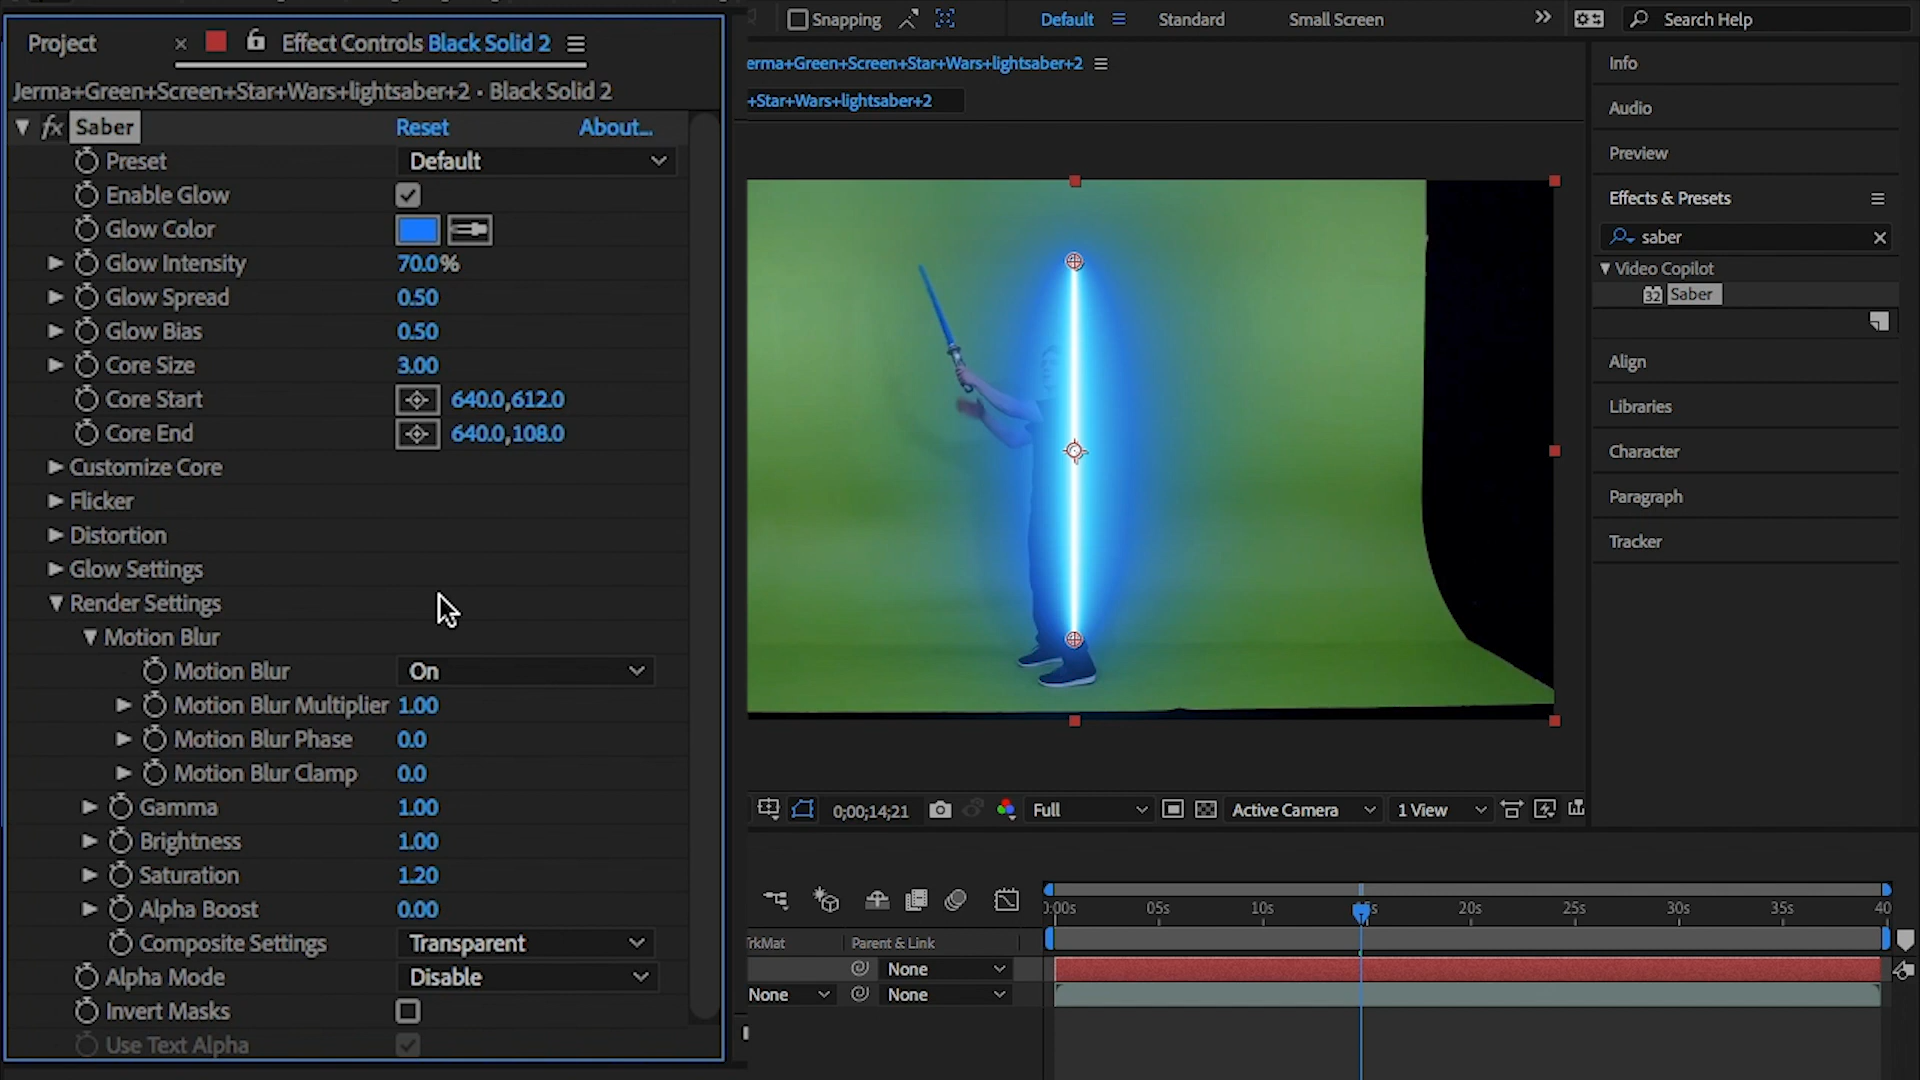 Snapping
Default
Standard
Small Screen
Search Help
Project
Effect Controls Black Solid 2
Jerma+Green+Screen+Star+Wars+lightsaber+2 • Black Solid 2
fx Saber Reset About...
Preset Default
Enable Glow
Glow Color
Glow Intensity 70.0%
Glow Spread 0.50
Glow Bias 0.50
Core Size 3.00
Core Start 640.0,612.0
Core End 640.0,108.0
Customize Core
Flicker
Distortion
Glow Settings
Render Settings
Motion Blur
Motion Blur On
Motion Blur Multiplier 1.00
Motion Blur Phase 0.0
Motion Blur Clamp 0.0
Gamma 1.00
Brightness 1.00
Saturation 1.20
Alpha Boost 0.00
Composite Settings Transparent
Alpha Mode Disable
Invert Masks
Use Text Alpha
erma+Green+Screen+Star+Wars+lightsaber+2
+Star+Wars+lightsaber+2
0;00;14;21
Full
Active Camera
1 View
Info
Audio
Preview
Effects & Presets
saber
Video Copilot
32 Saber
Align
Libraries
Character
Paragraph
Tracker
0:00s 05s 10s 5s 20s 25s 30s 35s 40
TrkMat Parent & Link
None
None None